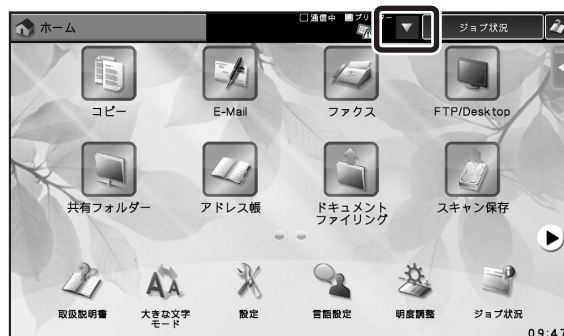 ホーム
通信中 プリンター
ジョブ状況
コピー
E-Mail
ファクス
FTP/Desktop
共有フォルダー
アドレス帳
ドキュメント
ファイリング
スキャン保存
取扱説明書
大きな文字
モード
設定
言語設定
明度調整
ジョブ状況
09:47